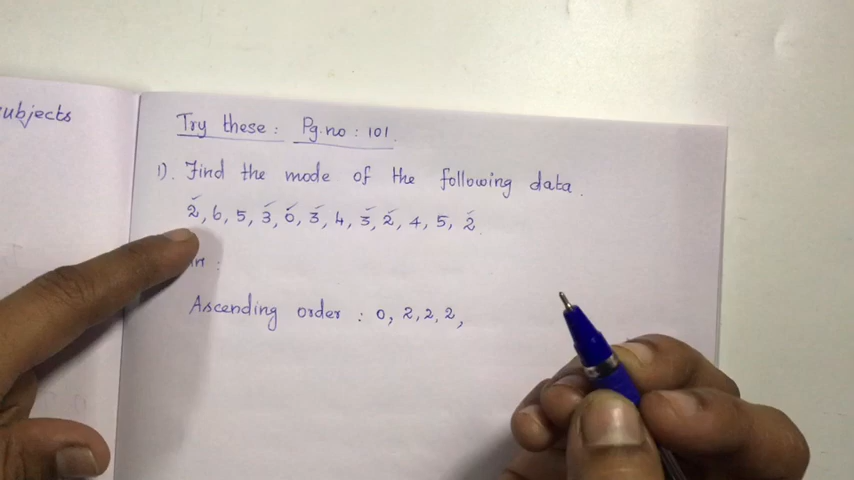 ubjects
Try these : Pg.no : 101.
1). Find the mode of the following data.
2, 6, 5, 3, 0, 3, 4, 3, 2, 4, 5, 2.
Ascending order : 0, 2, 2, 2,